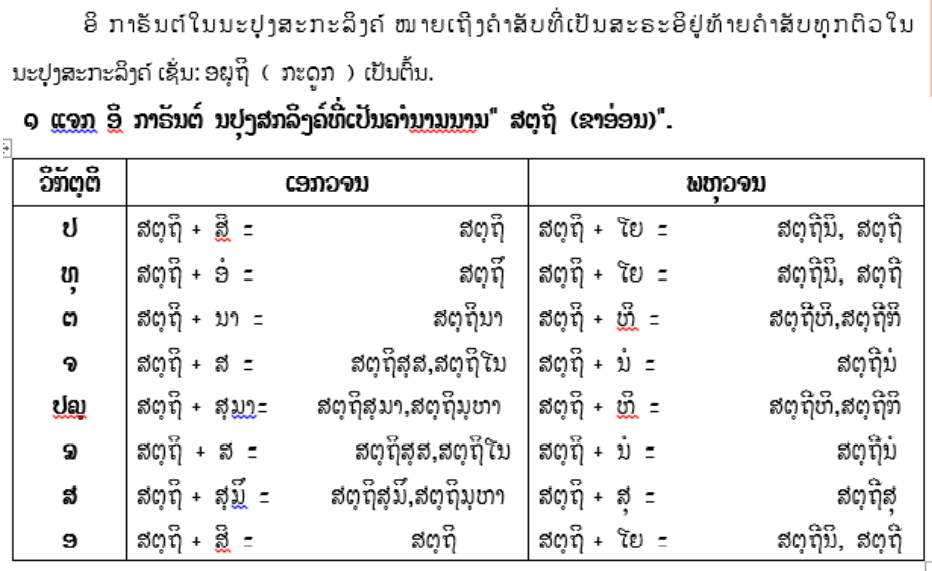 ອິ ກາຣັນຕ໌ໃນນະປຸງສະກະລິງຄ໌ ໝາຍເຖິງຄຳສັບທີ່ເປັນສະຣະອິຢູ່ທ້າຍຄຳສັບທຸກຕົວໃນ
ນະປຸງສະກະລິງຄ໌ ເຊັ່ນ: ( ກະດູກ ) ເປັນຕົ້ນ.
໑ ແຈກ ອິ ກາຣັນຕ໌ ນປຸງສກລິງຄ໌ທີ່ເປັນຄຳນາມນາມ" ສຕ຺ຖິ (ຂາອ່ອນ)".
ວິភັຕ຺ຕິ ເອກວຈນ ພຫຸວຈນ
ປ ສຕ຺ຖິ + ສິ = ສຕ຺ຖິ ສຕ຺ຖິ + ໂຍ = ສຕ຺ຖີນິ, ສຕ຺ຖີ
ທຸ ສຕ຺ຖິ + ອໍ = ສຕ຺ຖິํ ສຕ຺ຖິ + ໂຍ = ສຕ຺ຖີນິ, ສຕ຺ຖີ
ຕ ສຕ຺ຖິ + ນາ = ສຕ຺ຖິນາ ສຕ຺ຖິ + ຫິ = ສຕ຺ຖີຫິ,ສຕ຺ຖີຠິ
ຈ ສຕ຺ຖິ + ສ = ສຕ຺ຖິສ຺ສ,ສຕ຺ຖິໂນ ສຕ຺ຖິ + ນໍ = ສຕ຺ຖີນໍ
ປຎ຺ ສຕ຺ຖິ + ສ຺ມາ= ສຕ຺ຖິສ຺ມາ,ສຕ຺ຖິມ຺ຫາ ສຕ຺ຖິ + ຫິ = ສຕ຺ຖີຫິ,ສຕ຺ຖີຠິ
ຉ ສຕ຺ຖິ + ສ = ສຕ຺ຖິສ຺ສ,ສຕ຺ຖິໂນ ສຕ຺ຖິ + ນໍ = ສຕ຺ຖີນໍ
ສ ສຕ຺ຖິ + ສ຺ມິໍ = ສຕ຺ຖິສ຺ມິໍ,ສຕ຺ຖິມ຺ຫາ ສຕ຺ຖິ + ສຸ = ສຕ຺ຖີສຸ
ອ ສຕ຺ຖິ + ສິ = ສຕ຺ຖິ ສຕ຺ຖິ + ໂຍ = ສຕ຺ຖີນິ, ສຕ຺ຖີ